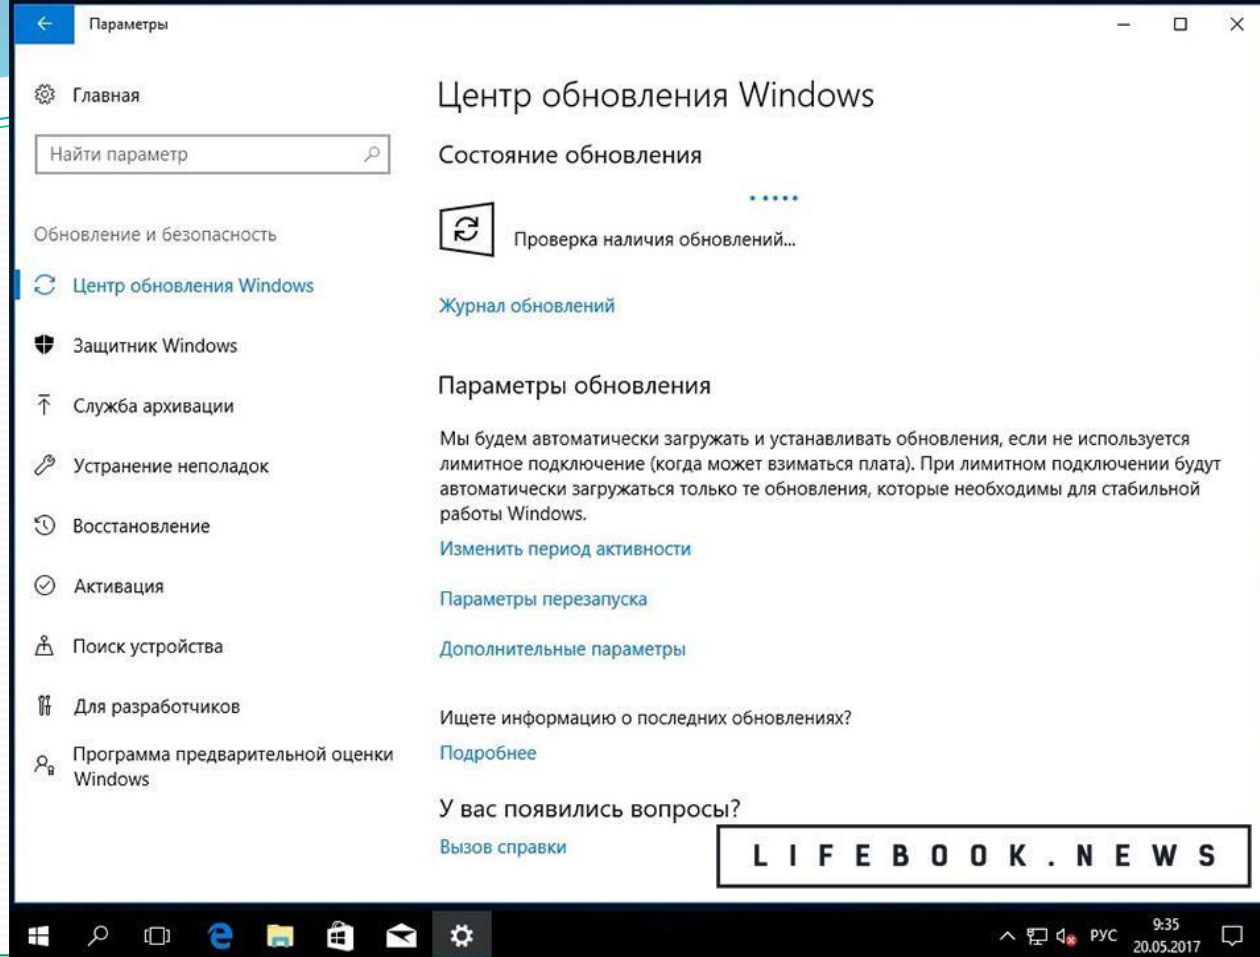 Параметры
Главная
Найти параметр
Обновление и безопасность
Центр обновления Windows
Защитник Windows
Служба архивации
Устранение неполадок
Восстановление
Активация
Поиск устройства
Для разработчиков
Программа предварительной оценки
Windows
Центр обновления Windows
Состояние обновления
Проверка наличия обновлений...
Журнал обновлений
Параметры обновления
Мы будем автоматически загружать и устанавливать обновления, если не используется
лимитное подключение (когда может взиматься плата). При лимитном подключении будут
автоматически загружаться только те обновления, которые необходимы для стабильной
работы Windows.
Изменить период активности
Параметры перезапуска
Дополнительные параметры
Ищете информацию о последних обновлениях?
Подробнее
У вас появились вопросы?
Вызов справки
LIFEBOOK.NEWS
РУС
9:35
20.05.2017